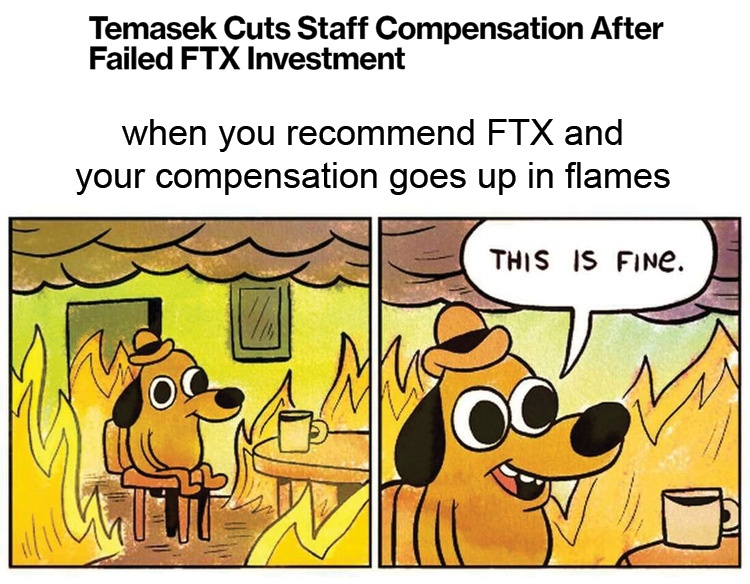 Temasek Cuts Staff Compensation After
Failed FTX Investment
when you recommend FTX and
your compensation goes up in flames
THIS IS FINe.